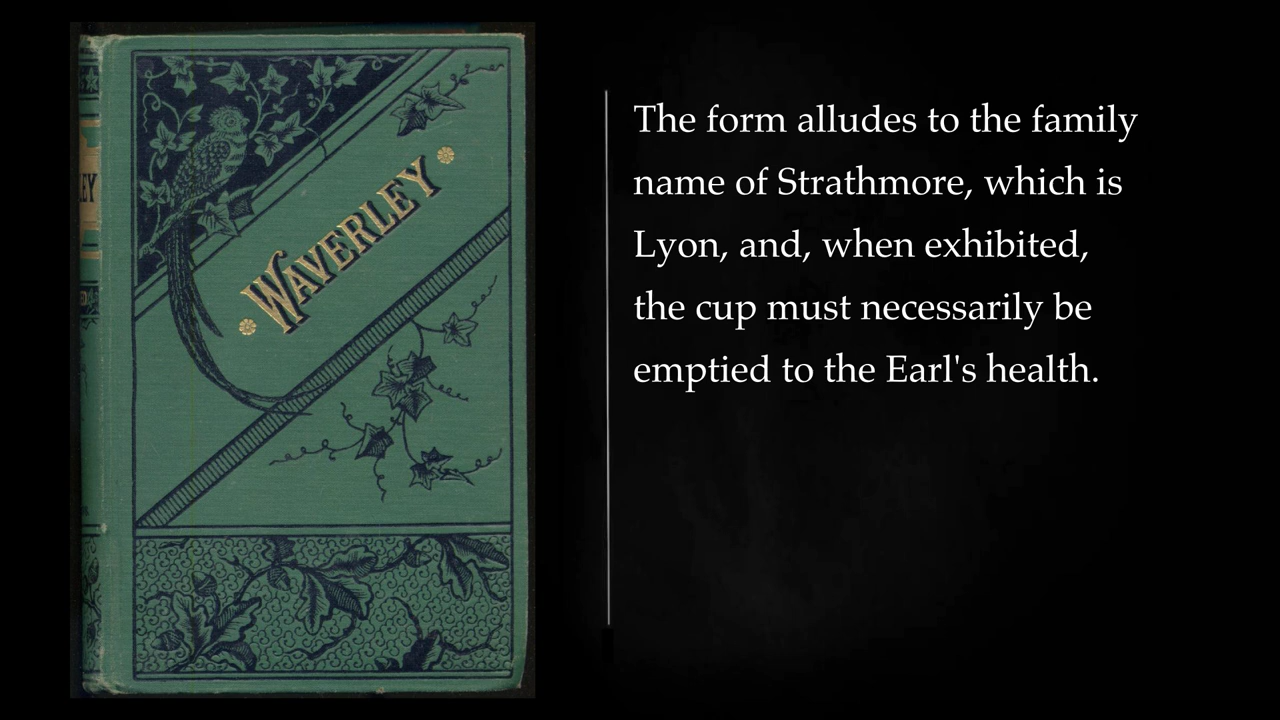 WAVERLEY
The form alludes to the family
name of Strathmore, which is
Lyon, and, when exhibited,
the cup must necessarily be
emptied to the Earl's health.